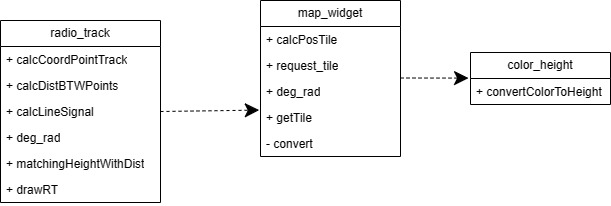 radio_track
+ calcCoordPointTrack
+ calcDistBTWPoints
+ calcLineSignal
+ deg_rad
+ matchingHeightWithDist
+ drawRT
map_widget
+ calcPosTile
+ request_tile
+ deg_rad
+ getTile
- convert
color_height
+ convertColorToHeight